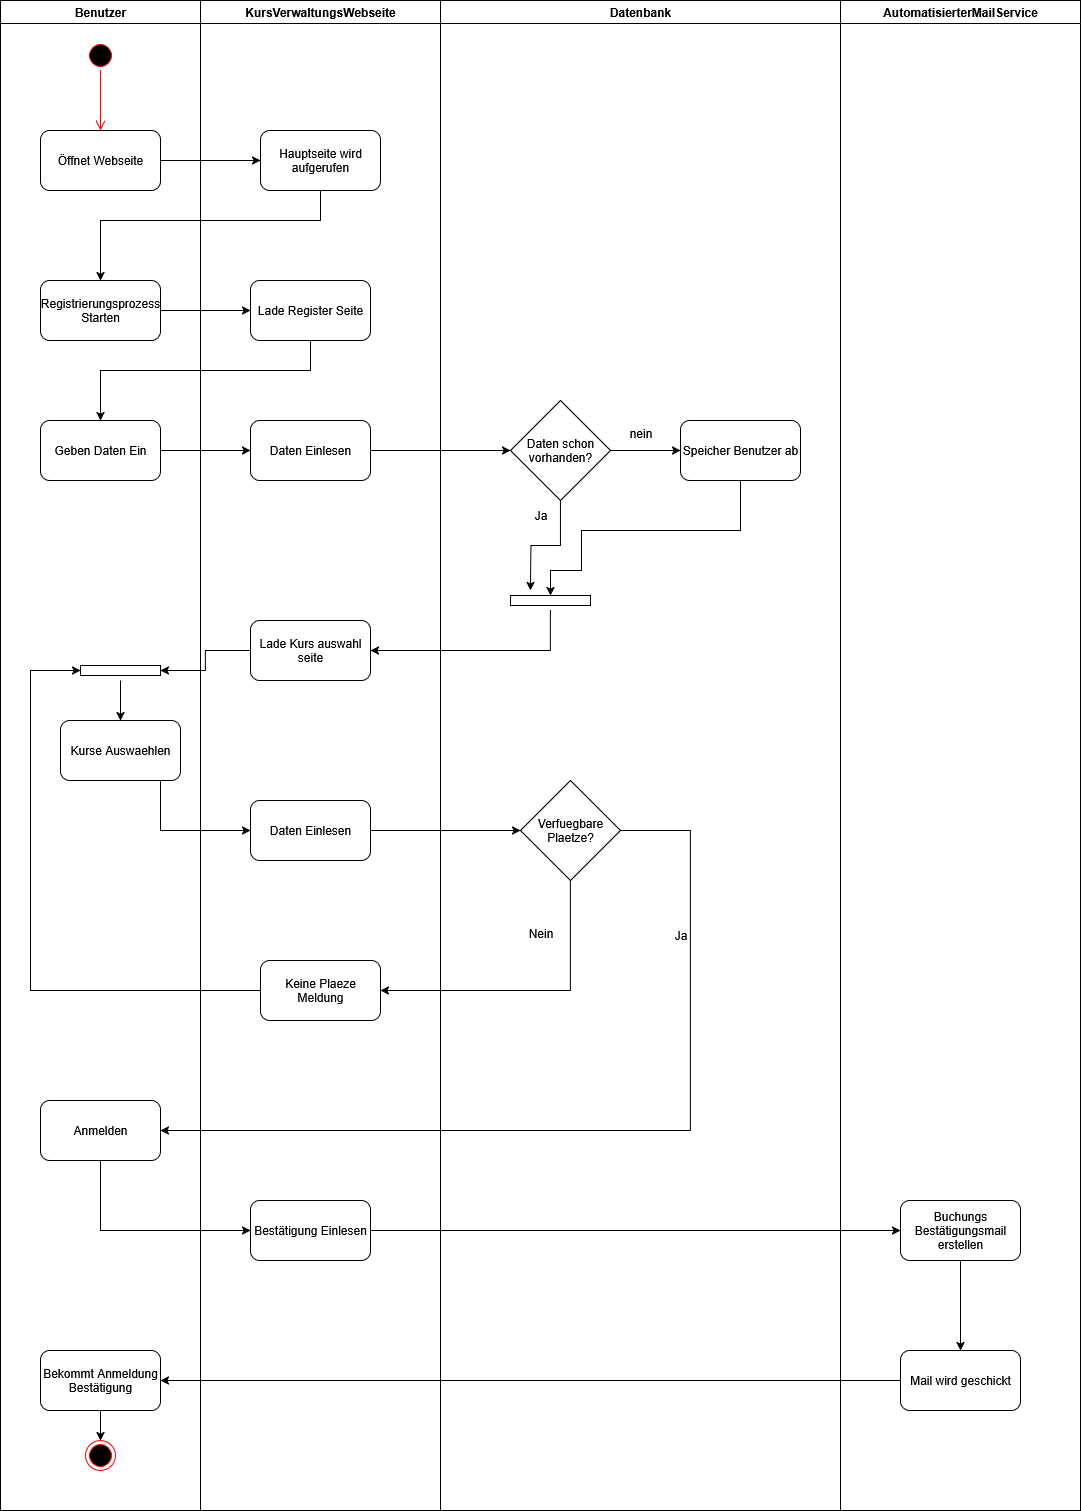 Benutzer
KursVerwaltungsWebseite
Datenbank
AutomatisierterMailService
Öffnet Webseite
Hauptseite wird
aufgerufen
Registrierungsprozess
Starten
Lade Register Seite
Geben Daten Ein
Daten Einlesen
Daten schon
vorhanden?
nein
Speicher Benutzer ab
Ja
Lade Kurs auswahl
seite
Kurse Auswaehlen
Daten Einlesen
Verfuegbare
Plaetze?
Nein
Ja
Keine Plaeze
Meldung
Anmelden
Bestätigung Einlesen
Buchungs
Bestätigungsmail
erstellen
Bekommt Anmeldung
Bestätigung
Mail wird geschickt